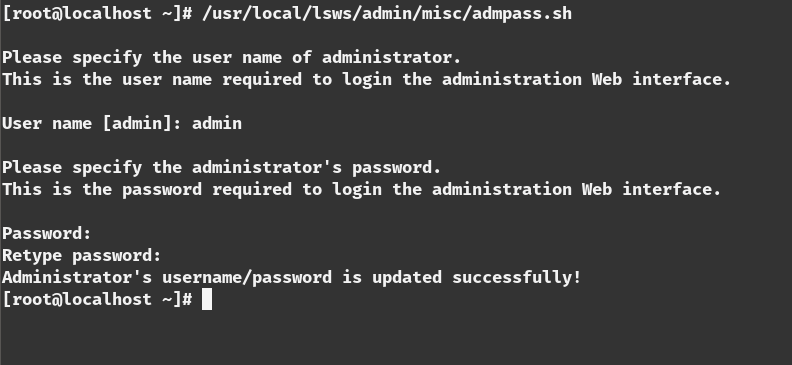 [root@localhost ~]# /usr/local/lsws/admin/misc/admpass.sh
Please specify the user name of administrator.
This is the user name required to login the administration Web interface.
User name [admin]: admin
Please specify the administrator's password.
This is the password required to login the administration Web interface.
Password:
Retype password:
Administrator's username/password is updated successfully!
[root@localhost ~]#